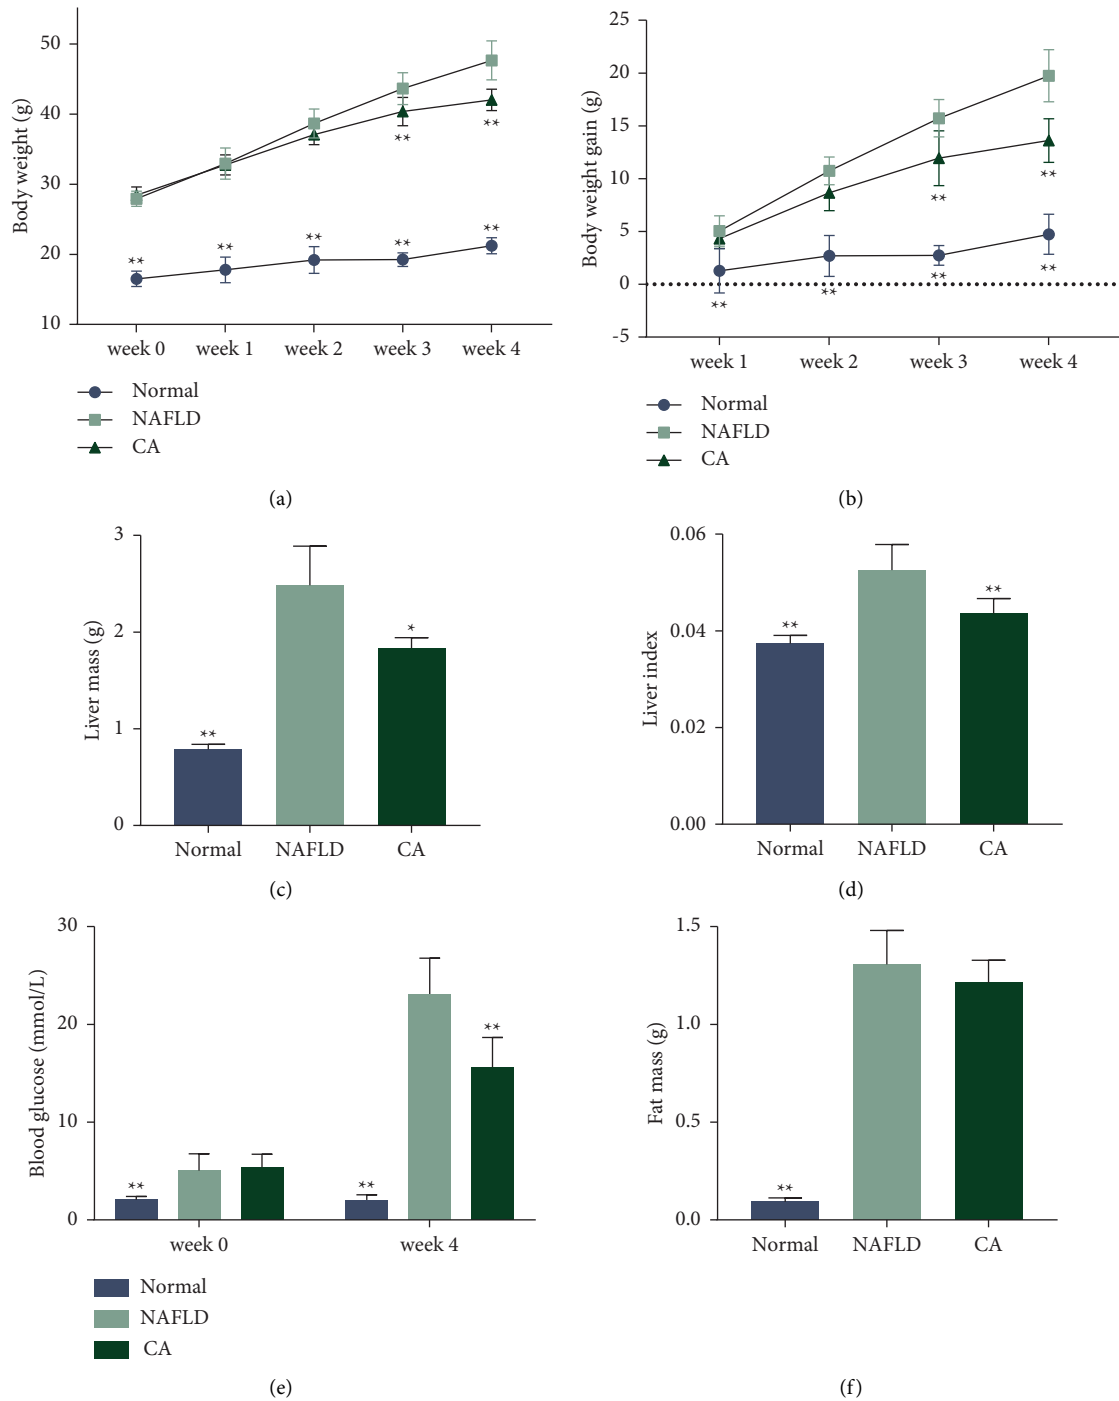 Body weight (g)
50
40
30
20
10
**
**
**
**
**
**
**
week 0
week 1
week 2
week 3
week 4
Normal
NAFLD
CA
(a)
Body weight gain (g)
25
20
15
10
5
0
-5
**
**
**
**
**
**
week 1
week 2
week 3
week 4
Normal
NAFLD
CA
(b)
Liver mass (g)
3
2
1
0
**
*
Normal
NAFLD
CA
(c)
Liver index
0.06
0.04
0.02
0.00
**
**
Normal
NAFLD
CA
(d)
Blood glucose (mmol/L)
30
20
10
0
**
**
**
week 0
week 4
Normal
NAFLD
CA
(e)
Fat mass (g)
1.5
1.0
0.5
0.0
**
Normal
NAFLD
CA
(f)